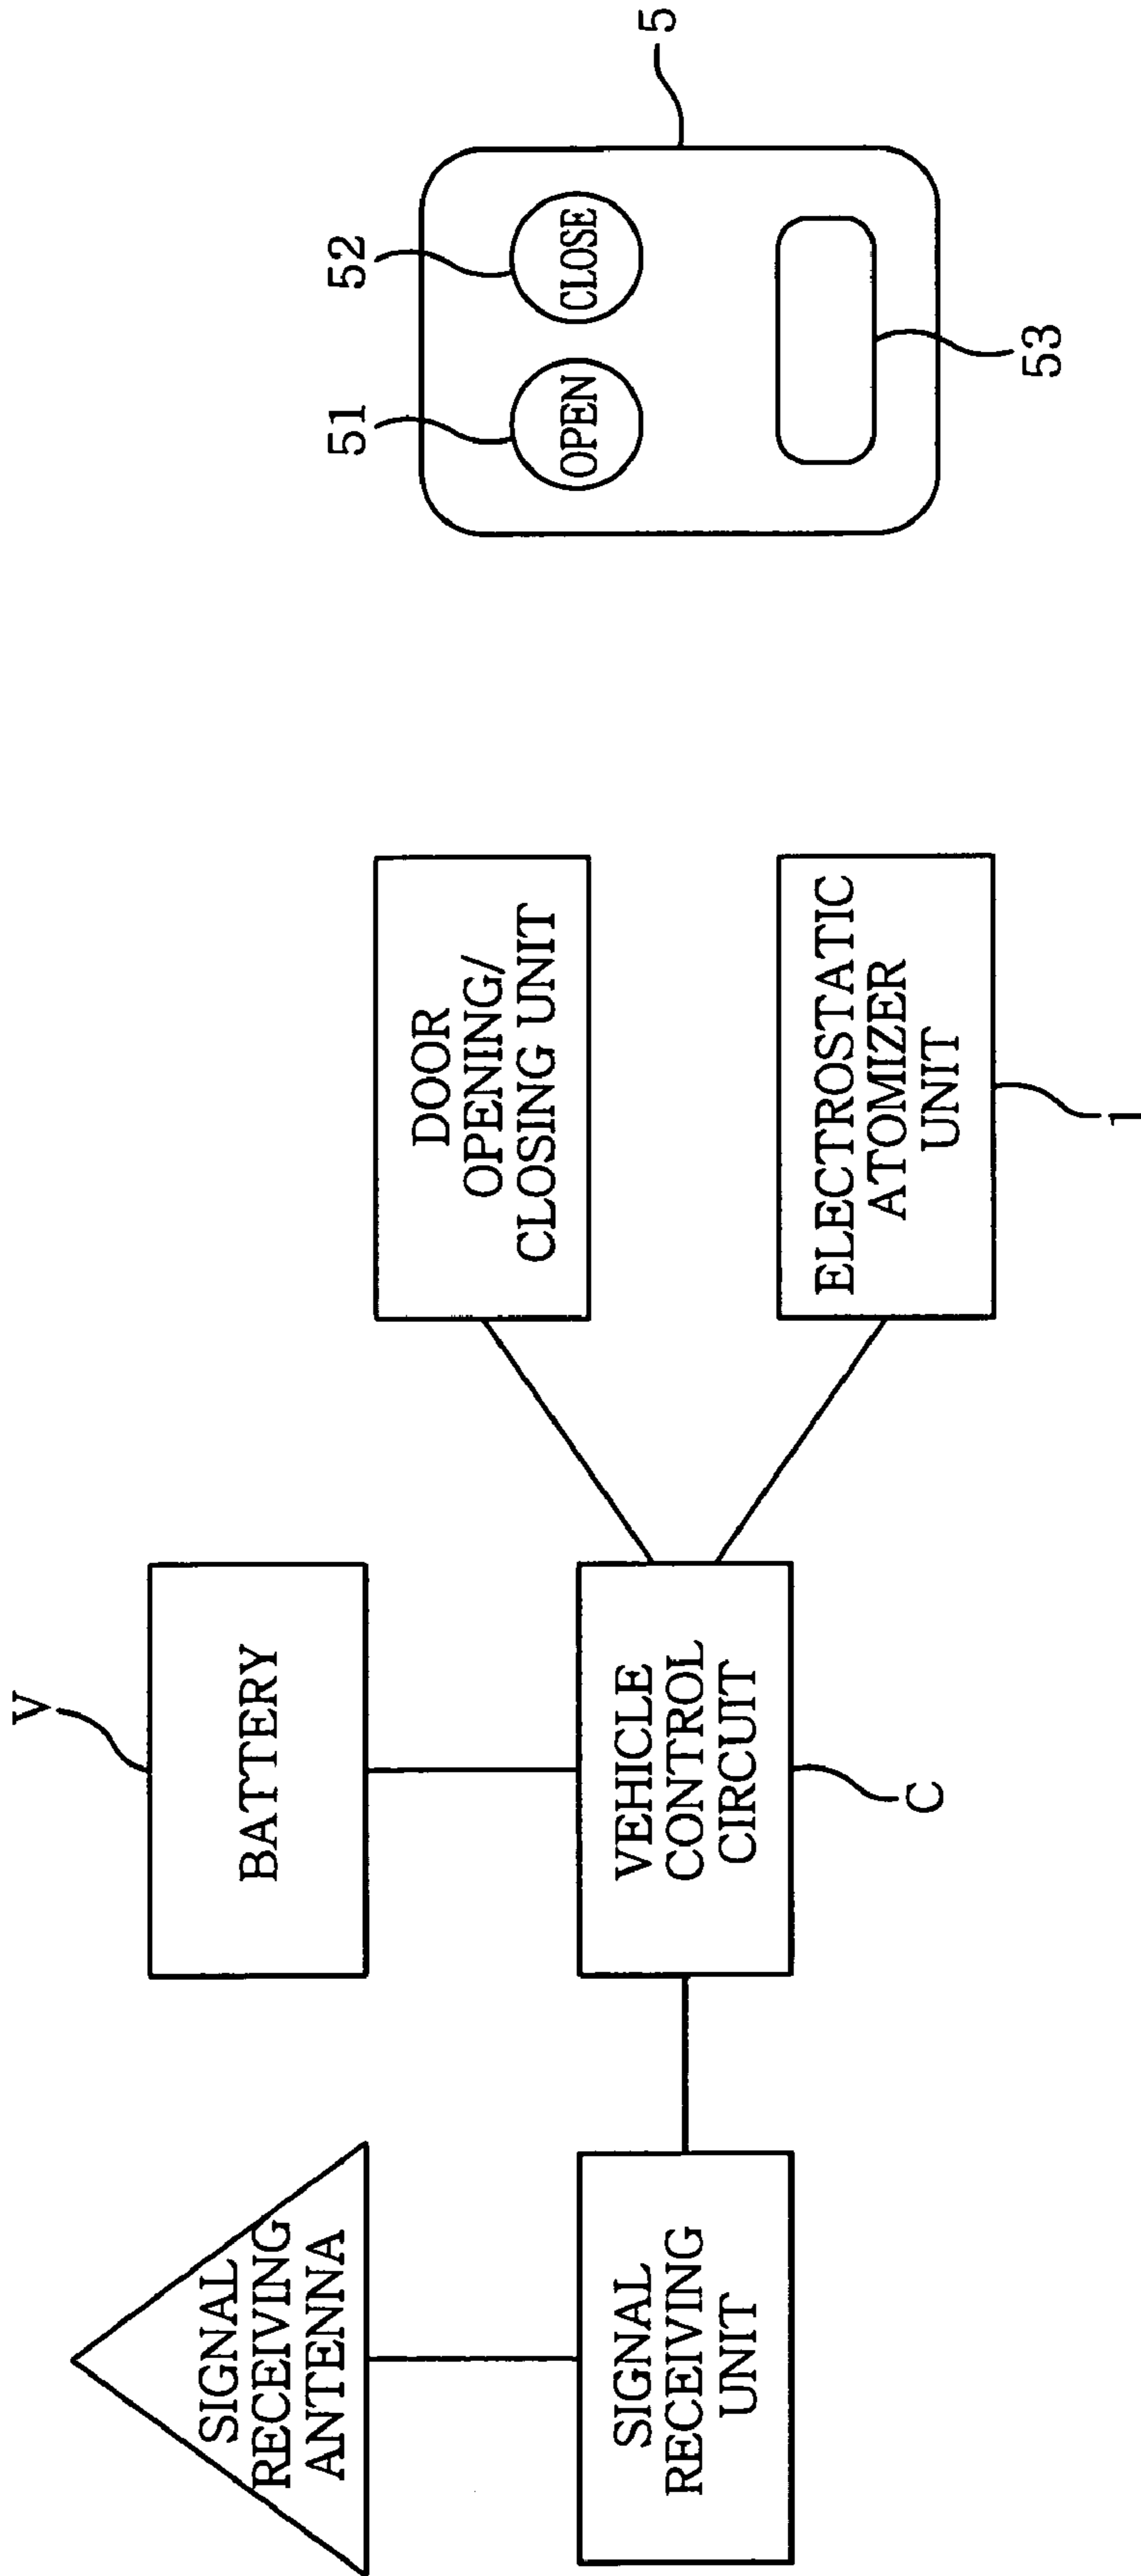 SIGNAL
RECEIVING
ANTENNA
SIGNAL
RECEIVING
UNIT
V
BATTERY
VEHICLE
CONTROL
CIRCUIT
C
DOOR
OPENING/
CLOSING UNIT
ELECTROSTATIC
ATOMIZER
UNIT
1
51
52
OPEN
CLOSE
5
53